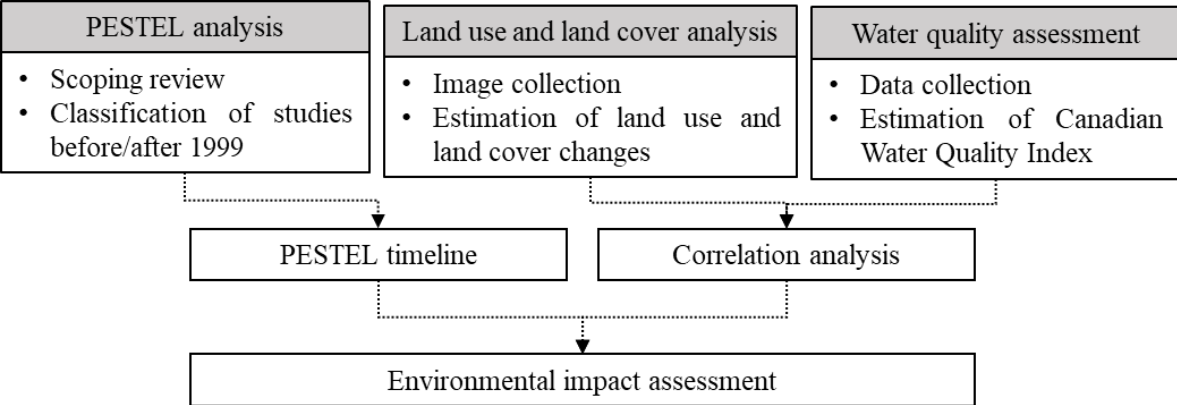 PESTEL analysis
• Scoping review
• Classification of studies
before/after 1999
Land use and land cover analysis
• Image collection
• Estimation of land use and
land cover changes
Water quality assessment
• Data collection
• Estimation of Canadian
Water Quality Index
PESTEL timeline
Correlation analysis
Environmental impact assessment